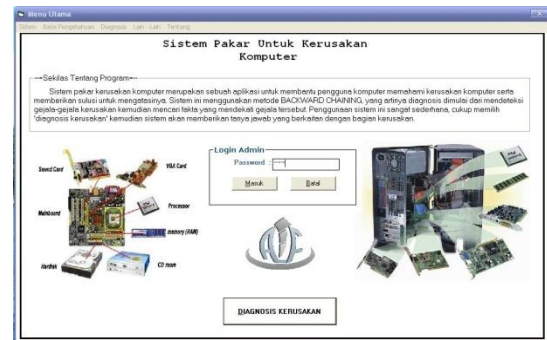 Menu Utama
Sistem Basis Pengetahuan Diagnosis Lain - Lain Tentang
Sistem Pakar Untuk Kerusakan
Komputer
Sekilas Tentang Program
Sistem pakar kerusakan komputer merupakan sebuah aplikasi untuk membantu pengguna komputer memahami kerusakan komputer serta
memberikan sulusi untuk mengatasinya. Sistem ini menggunakan metode BACKWARD CHAINING, yang artinya diagnosis dimulai dari mendeteksi
gejala-gejala kerusakan kemudian mencari fakta yang mendekati gejala tersebut. Penggunaan sistem ini sangat sederhana, cukup memilih
'diagnosis kerusakan' kemudian sistem akan memberikan tanya jawab yang berkaitan dengan bagian kerusakan.
Login Admin
Password :
Masuk Batal
Sound Card
VGA Card
Mainboard
Processor
memory (RAM)
Hardisk
CD room
DIAGNOSIS KERUSAKAN